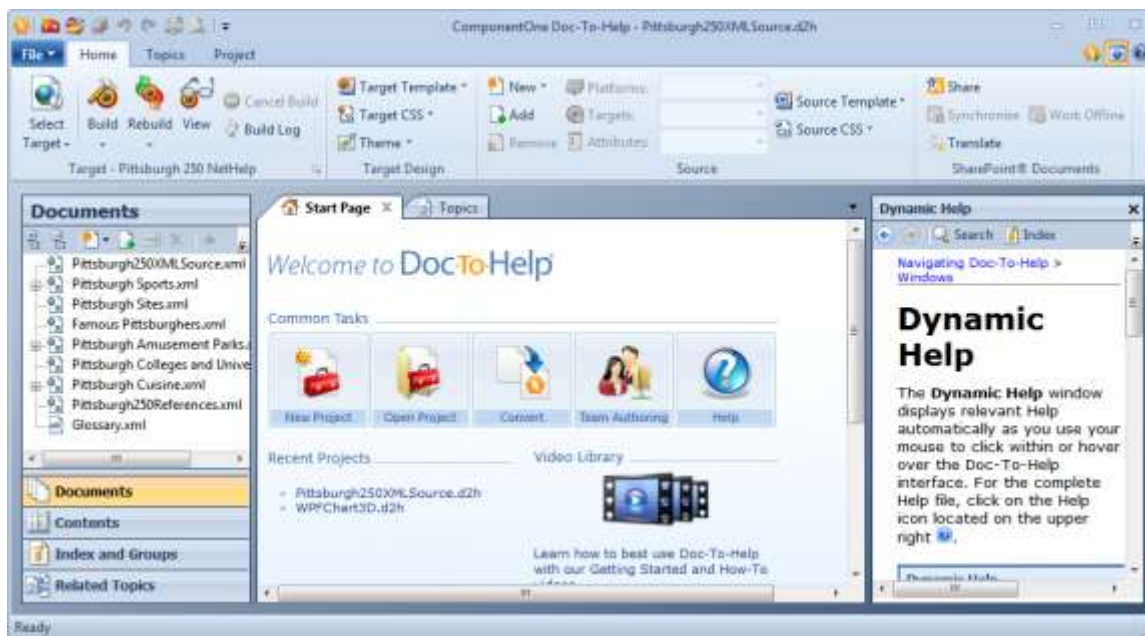 ComponentOne Doc-To-Help - Pittsburgh250XMLSource.d2h
File Home Topics Project
Select Target
Build Rebuild View
Cancel Build
Build Log
Target - Pittsburgh 250 NetHelp
Target Template
Target CSS
Theme
Target Design
New
Add
Remove
Platforms:
Targets:
Attributes:
Source Template
Source CSS
Source
Share
Synchronize Work Offline
Translate
SharePoint® Documents
Documents
Pittsburgh250XMLSource.xml
Pittsburgh Sports.xml
Pittsburgh Sites.xml
Famous Pittsburghers.xml
Pittsburgh Amusement Parks.
Pittsburgh Colleges and Unive
Pittsburgh Cuisine.xml
Pittsburgh250References.xml
Glossary.xml
Documents
Contents
Index and Groups
Related Topics
Start Page Topics
Welcome to Doc-To-Help
Common Tasks
New Project Open Project Convert Team Authoring Help
Recent Projects
Pittsburgh250XMLSource.d2h
WPFChart3D.d2h
Video Library
Learn how to best use Doc-To-Help
with our Getting Started and How-To
Dynamic Help
Search Index
Navigating Doc-To-Help >
Windows
Dynamic
Help
The Dynamic Help window
displays relevant Help
automatically as you use your
mouse to click within or hover
over the Doc-To-Help
interface. For the complete
Help file, click on the Help
icon located on the upper
right
Dynamic Help
Ready